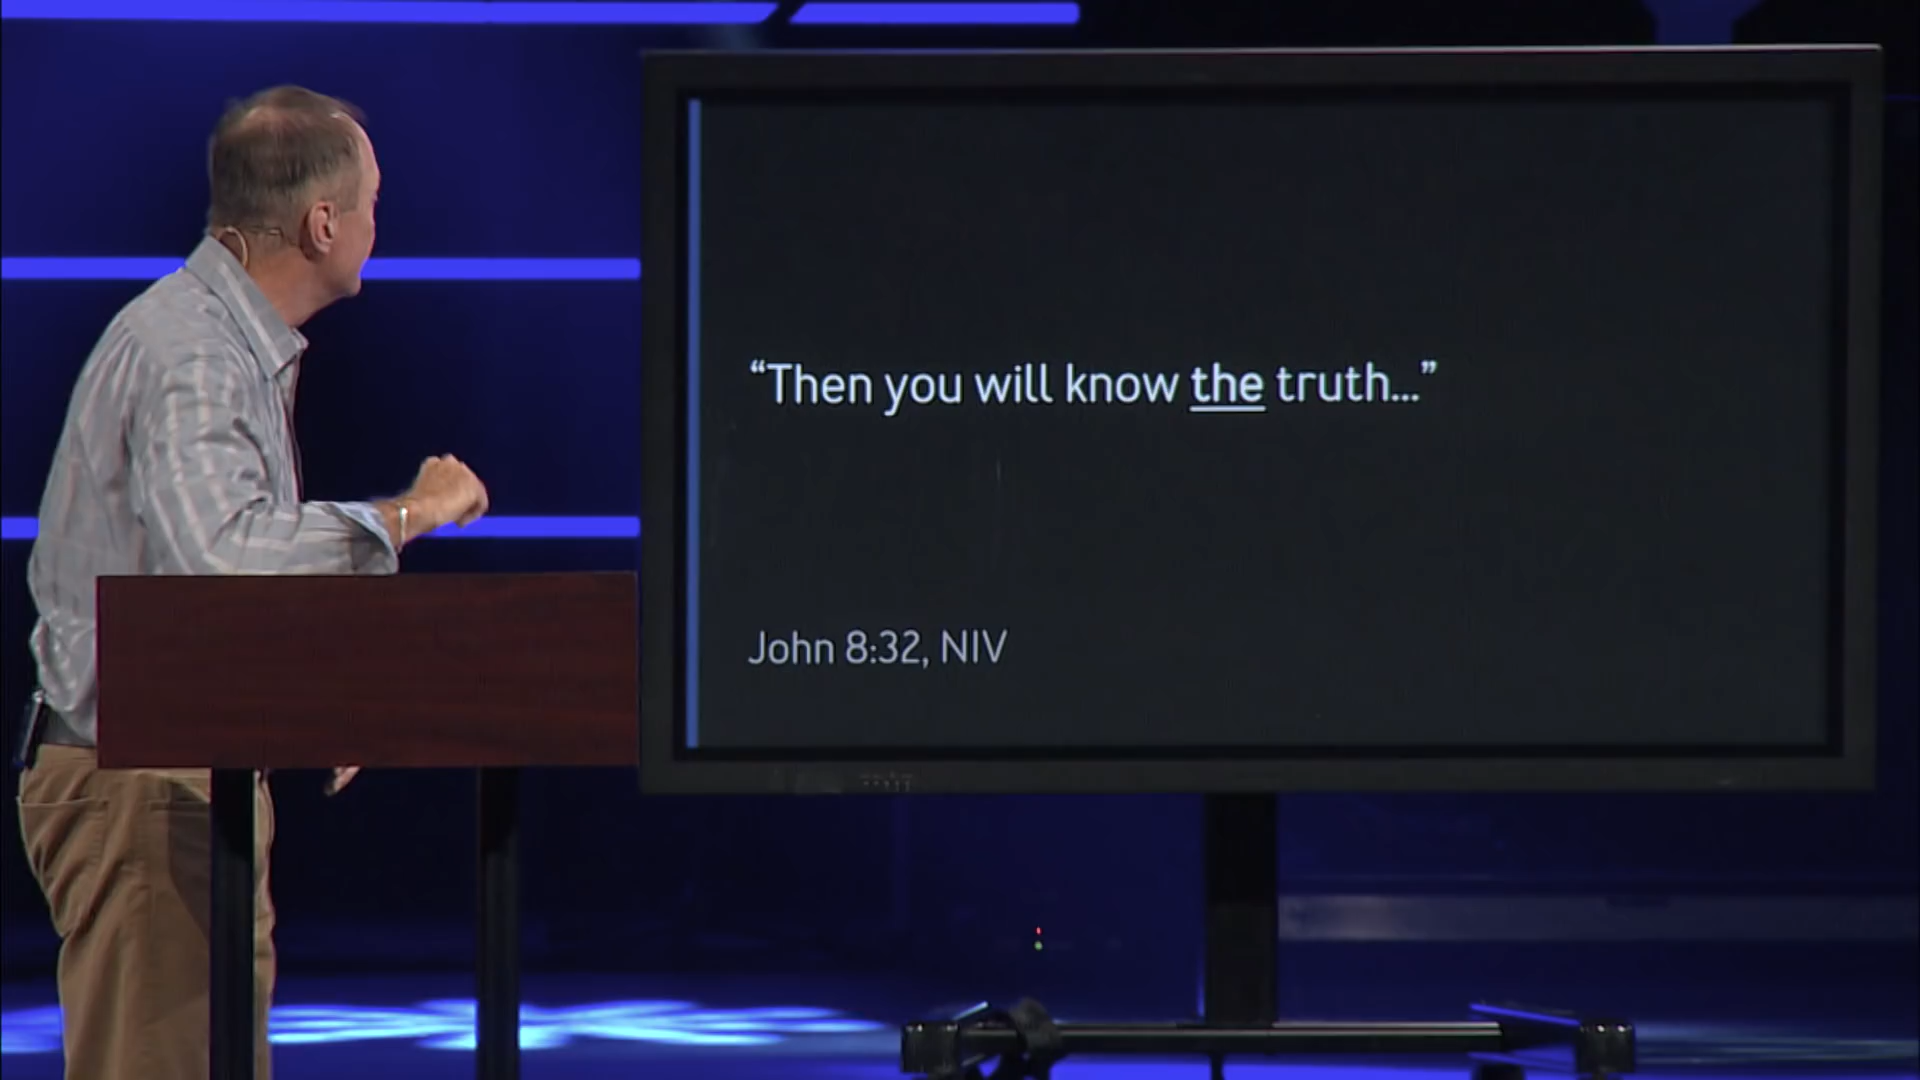 “Then you will know the truth...”
John 8:32, NIV